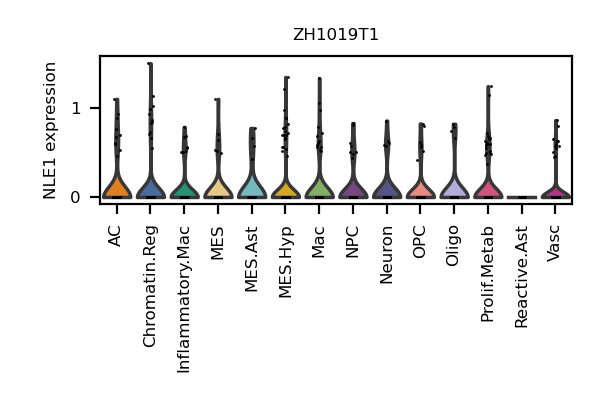 ZH1019T1
NLE1 expression
1
0
AC
Chromatin.Reg
Inflammatory.Mac
MES
MES.Ast
MES.Hyp
Mac
NPC
Neuron
OPC
Oligo
Prolif.Metab
Reactive.Ast
Vasc